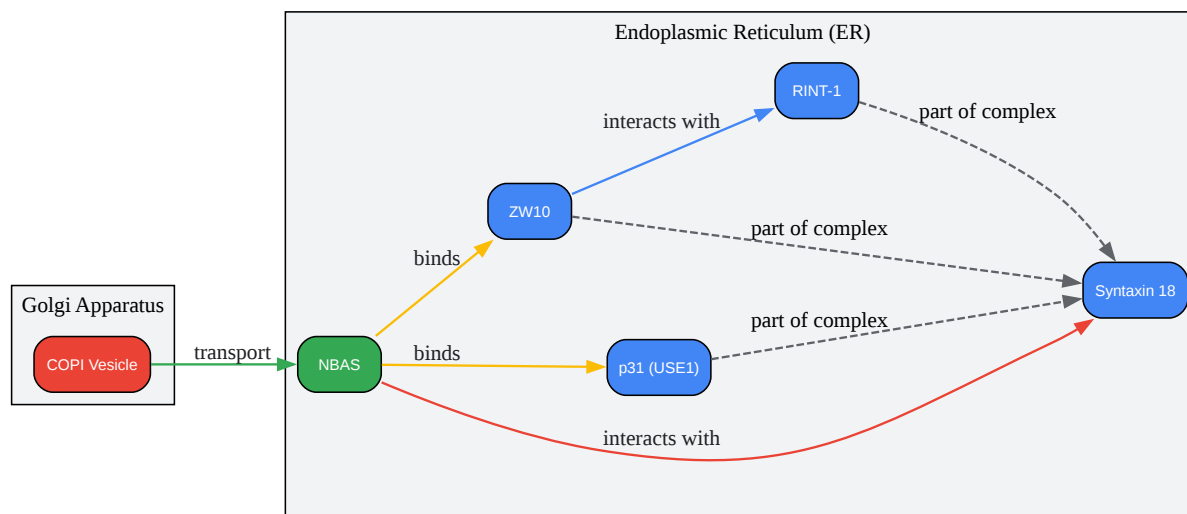 Endoplasmic Reticulum (ER)
RINT-1
part of complex
interacts with
ZW10
part of complex
binds
Syntaxin 18
Golgi Apparatus
part of complex
COPI Vesicle
transport
NBAS
binds
p31 (USE1)
interacts with